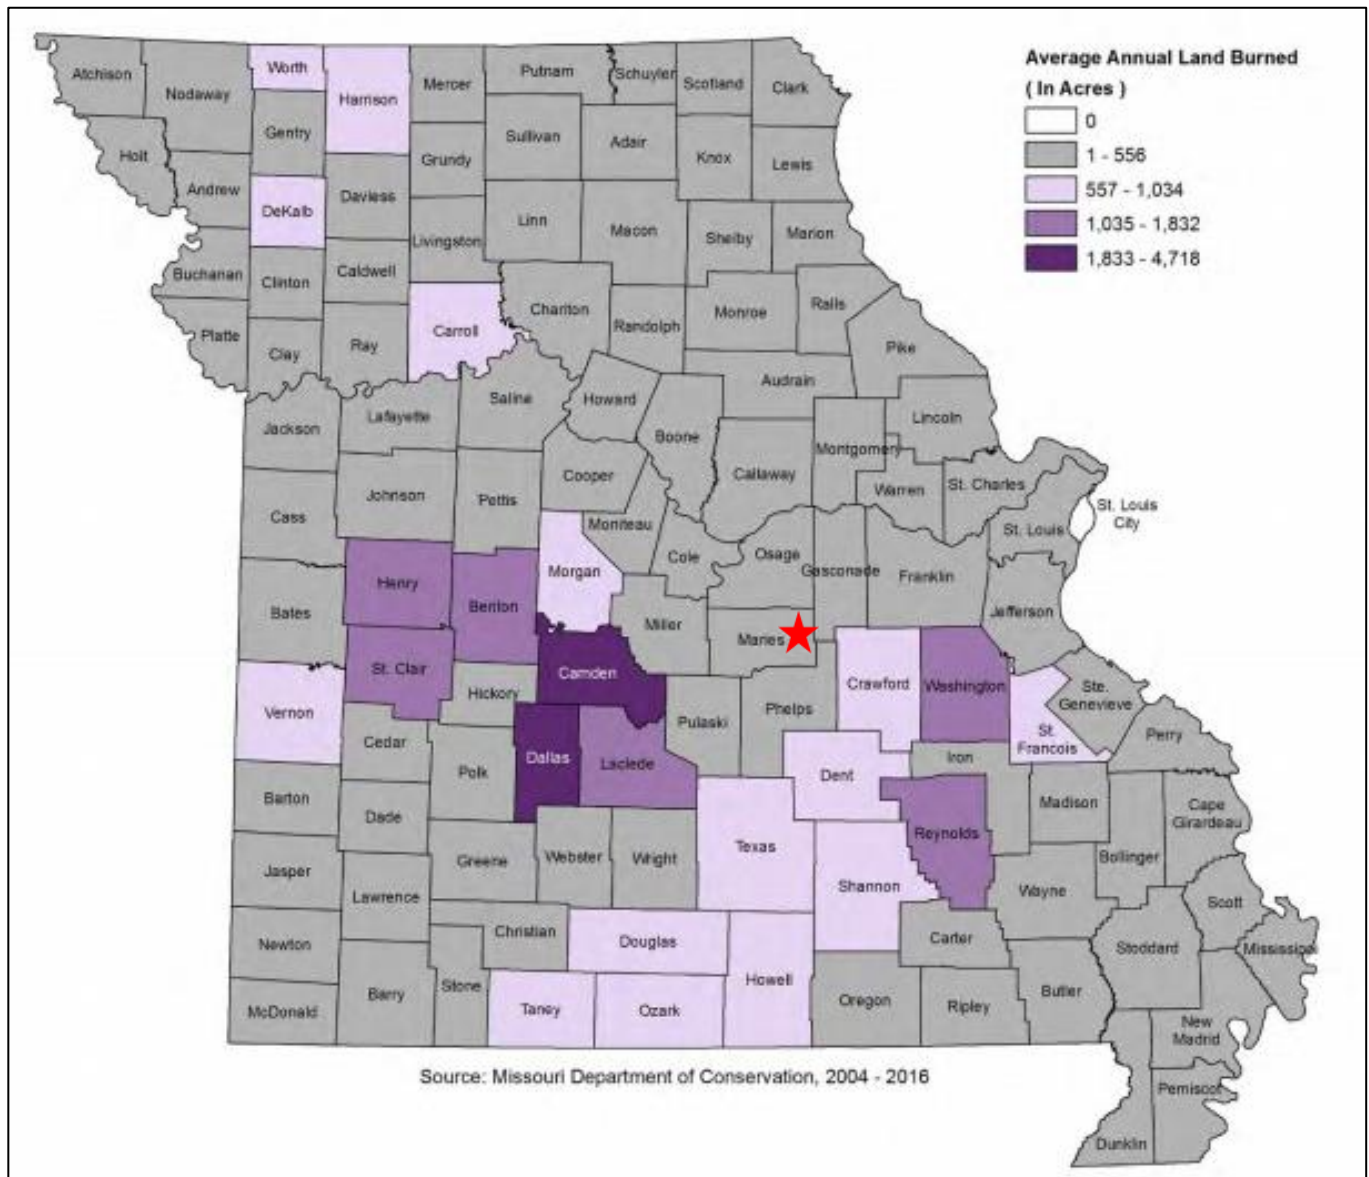 Average Annual Land Burned
( In Acres )
0
1 - 556
557 - 1,034
1,035 - 1,832
1,833 - 4,718
Atchison
Nodaway
Worth
Harrison
Mercer
Putnam
Schuyler
Scotland
Clark
Holt
Gentry
Sullivan
Adair
Knox
Lewis
Andrew
DeKalb
Daviess
Grundy
Linn
Macon
Shelby
Marion
Buchanan
Clinton
Caldwell
Livingston
Chariton
Randolph
Monroe
Ralls
Platte
Clay
Ray
Carroll
Pike
Audrain
Jackson
Lafayette
Saline
Howard
Boone
Callaway
Montgomery
Lincoln
Cass
Johnson
Pettis
Cooper
Moniteau
Warren
St. Charles
St. Louis
St. Louis
City
Bates
Henry
Benton
Morgan
Cole
Osage
Gasconade
Franklin
Jefferson
Miller
Maries
Vernon
St. Clair
Hickory
Camden
Pulaski
Phelps
Crawford
Washington
Ste.
Genevieve
St.
Francois
Perry
Cedar
Polk
Dallas
Laclede
Dent
Iron
Madison
Cape
Girardeau
Barton
Dade
Greene
Webster
Wright
Texas
Shannon
Reynolds
Bollinger
Wayne
Scott
Jasper
Lawrence
Christian
Douglas
Howell
Carter
Stoddard
Mississippi
Newton
Barry
Stone
Taney
Ozark
Oregon
Ripley
Butler
McDonald
New
Madrid
Pemiscot
Dunklin
Source: Missouri Department of Conservation, 2004 - 2016